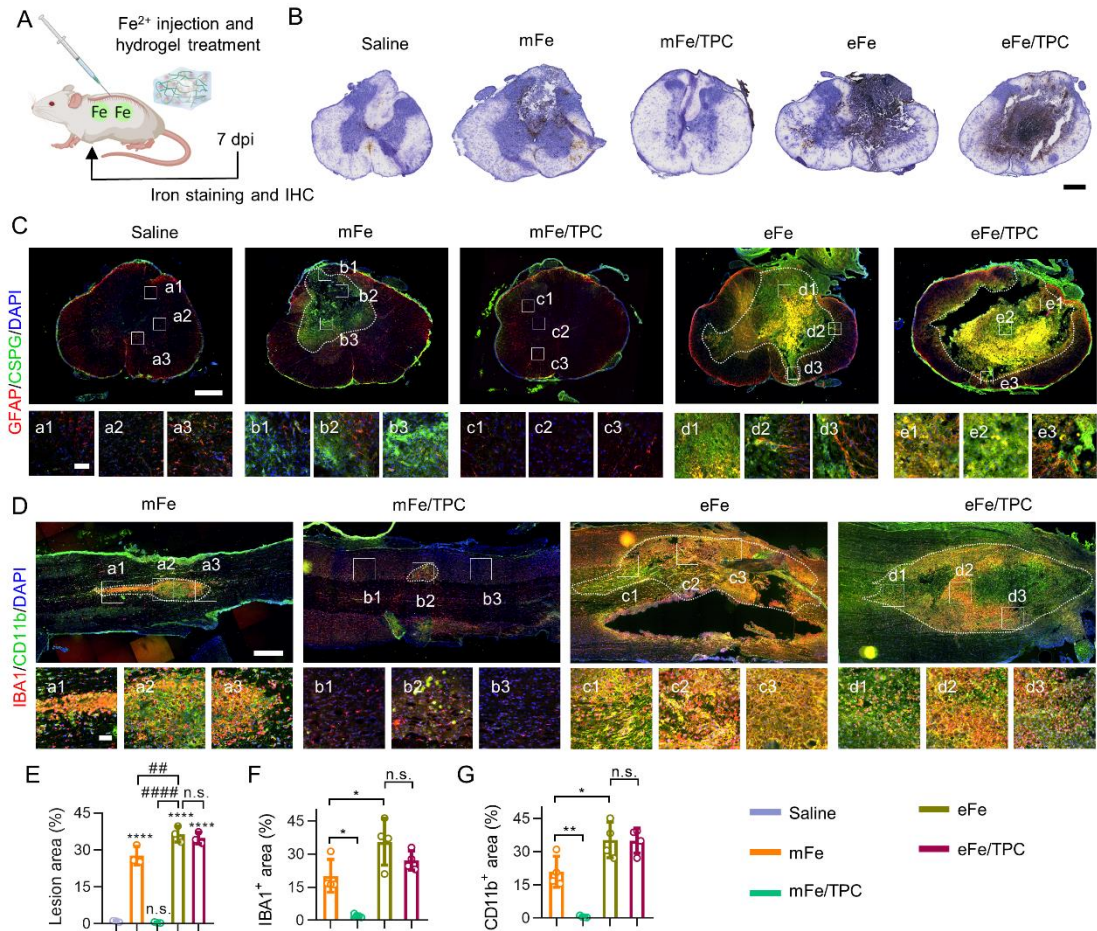 A
Fe²⁺ injection and
hydrogel treatment
Fe Fe
7 dpi
Iron staining and IHC
B
Saline
mFe
mFe/TPC
eFe
eFe/TPC
C
Saline
mFe
mFe/TPC
eFe
eFe/TPC
GFAP/CSPG/DAPI
a1
a2
a3
b1
b2
b3
c1
c2
c3
d1
d2
d3
e1
e2
e3
a1
a2
a3
b1
b2
b3
c1
c2
c3
d1
d2
d3
e1
e2
e3
D
mFe
mFe/TPC
eFe
eFe/TPC
IBA1/CD11b/DAPI
a1
a2
a3
b1
b2
b3
c1
c2
c3
d1
d2
d3
a1
a2
a3
b1
b2
b3
c1
c2
c3
d1
d2
d3
E
Lesion area (%)
45
30
15
0
##
####
n.s.
****
n.s.
****
****
F
IBA1⁺ area (%)
60
45
30
15
0
n.s.
*
*
G
CD11b⁺ area (%)
60
45
30
15
0
n.s.
*
**
Saline
mFe
mFe/TPC
eFe
eFe/TPC